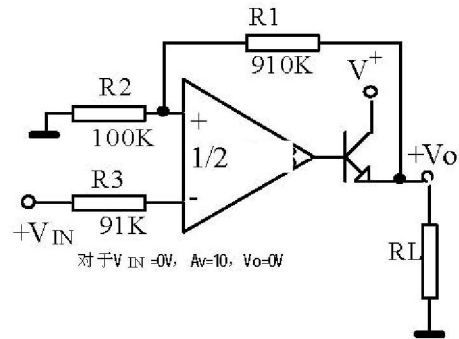 R1
910K
V+
R2
100K
+
1/2
+Vo
R3
-
+VIN
91K
RL
对于V IN =0V, Av=10, Vo=0V